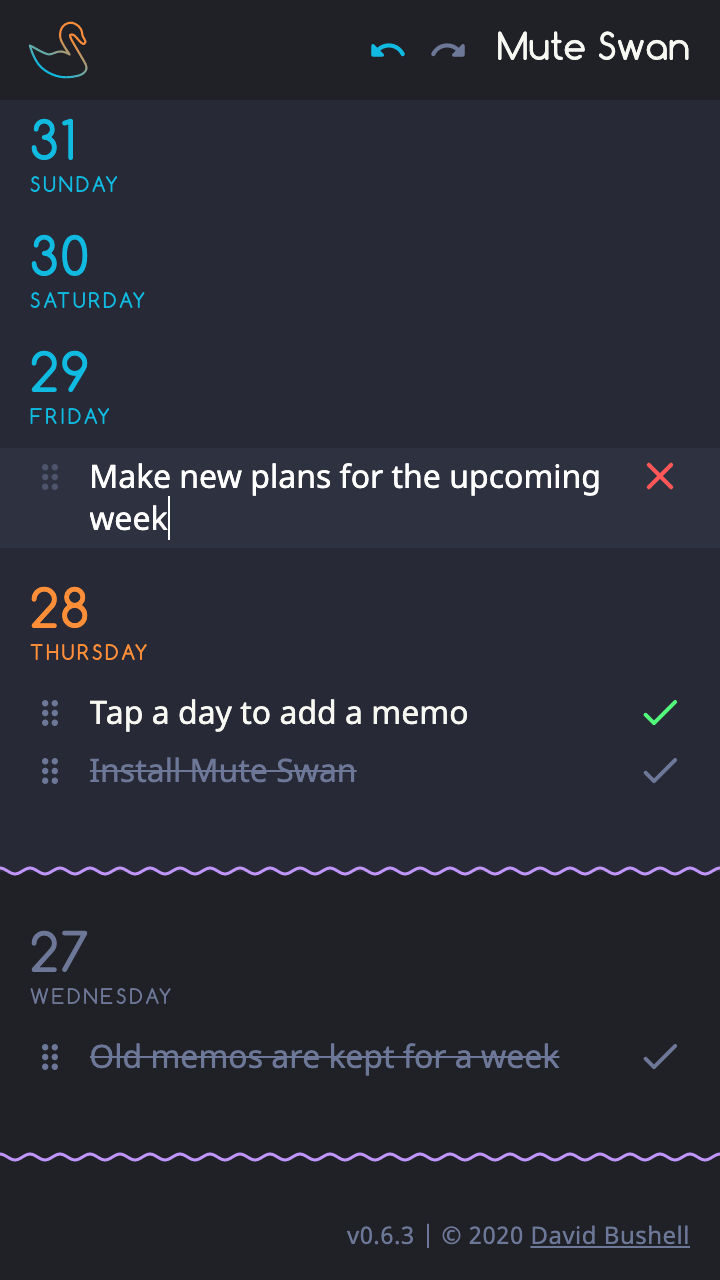 Mute Swan
31
SUNDAY
30
SATURDAY
29
FRIDAY
Make new plans for the upcoming
week
28
THURSDAY
Tap a day to add a memo
Install Mute Swan
27
WEDNESDAY
Old memos are kept for a week
v0.6.3 | © 2020 David Bushell